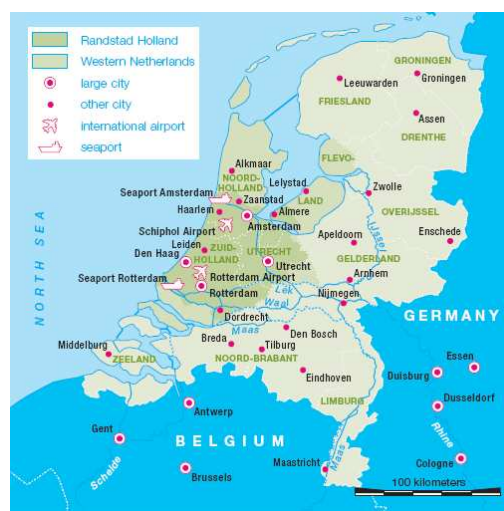 Randstad Holland
Western Netherlands
large city
other city
international airport
seaport
GRONINGEN
Groningen
Leeuwarden
FRIESLAND
Assen
DRENTHE
Alkmaar
FLEVO-
NOORD-
HOLLAND
Lelystad
Zwolle
Seaport Amsterdam
Zaanstad
LAND
OVERIJSSEL
Haarlem
Almere
Schiphol Airport
Amsterdam
Enschede
Leiden
ZUID-
HOLLAND
UTRECHT
Apeldoorn
IJssel
Den Haag
Utrecht
GELDERLAND
Seaport Rotterdam
Rotterdam Airport
Arnhem
Rotterdam
Lek
Waal
Nijmegen
NORTH SEA
Dordrecht
Maas
GERMANY
Middelburg
Breda
Den Bosch
Tilburg
ZEELAND
NOORD-BRABANT
Essen
Duisburg
Eindhoven
LIMBURG
Dusseldorf
Antwerp
Gent
BELGIUM
Rhine
Schelde
Brussels
Maastricht
Maas
Cologne
100 kilometers